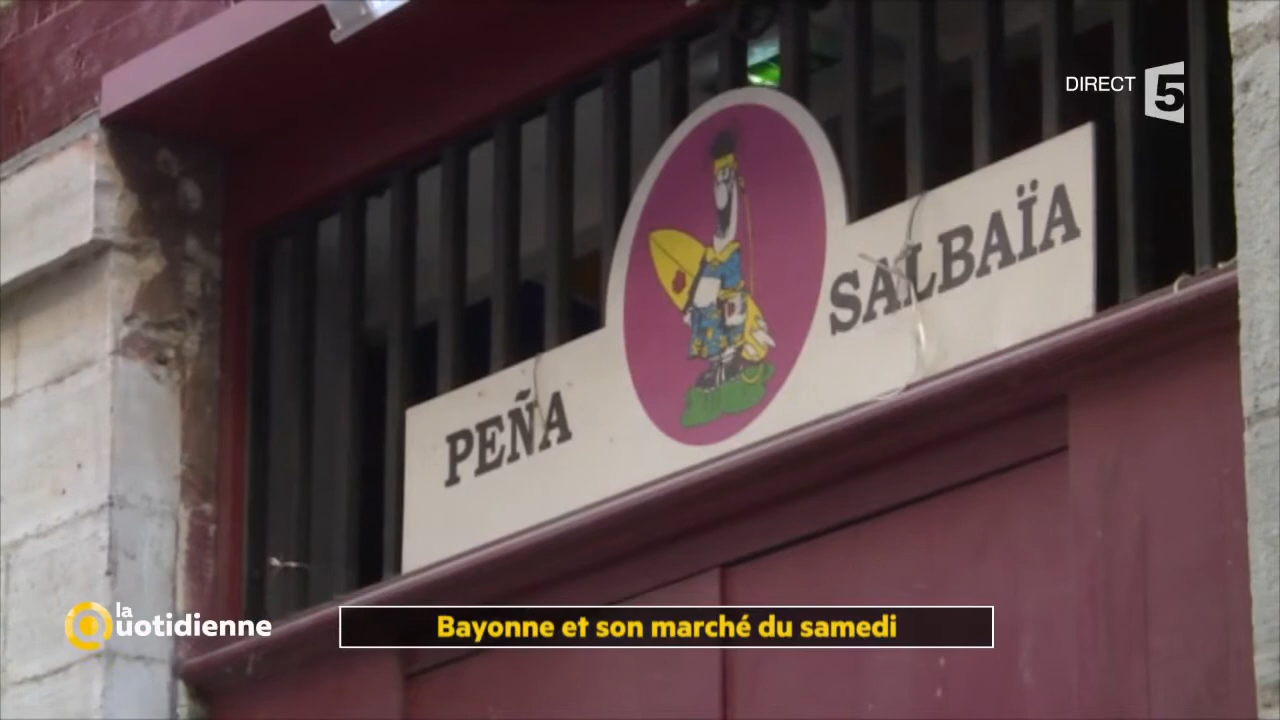 DIRECT 5
PEÑA SALBAÏA
la Quotidienne
Bayonne et son marché du samedi